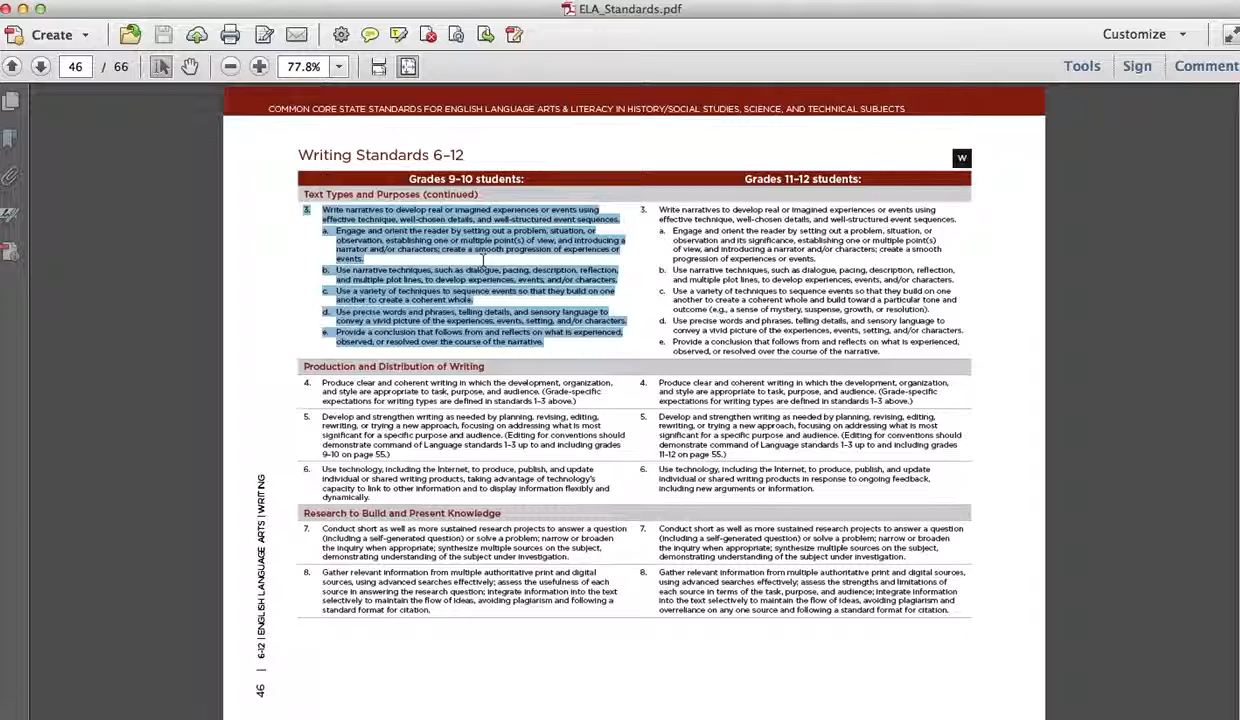 ELA_Standards.pdf
Create
Customize
46 / 66
77.8%
Tools Sign Comment
COMMON CORE STATE STANDARDS FOR ENGLISH LANGUAGE ARTS & LITERACY IN HISTORY/SOCIAL STUDIES, SCIENCE, AND TECHNICAL SUBJECTS
Writing Standards 6–12
W
Grades 9–10 students:
Text Types and Purposes (continued)
3. Write narratives to develop real or imagined experiences or events using
effective technique, well-chosen details, and well-structured event sequences.
a. Engage and orient the reader by setting out a problem, situation, or
observation, establishing one or multiple point(s) of view, and introducing a
narrator and/or characters; create a smooth progression of experiences or
events.
b. Use narrative techniques, such as dialogue, pacing, description, reflection,
and multiple plot lines, to develop experiences, events, and/or characters.
c. Use a variety of techniques to sequence events so that they build on one
another to create a coherent whole.
d. Use precise words and phrases, telling details, and sensory language to
convey a vivid picture of the experiences, events, setting, and/or characters.
e. Provide a conclusion that follows from and reflects on what is experienced,
observed, or resolved over the course of the narrative.
Grades 11–12 students:
3. Write narratives to develop real or imagined experiences or events using
effective technique, well-chosen details, and well-structured event sequences.
a. Engage and orient the reader by setting out a problem, situation, or
observation and its significance, establishing one or multiple point(s)
of view, and introducing a narrator and/or characters; create a smooth
progression of experiences or events.
b. Use narrative techniques, such as dialogue, pacing, description, reflection,
and multiple plot lines, to develop experiences, events, and/or characters.
c. Use a variety of techniques to sequence events so that they build on one
another to create a coherent whole and build toward a particular tone and
outcome (e.g., a sense of mystery, suspense, growth, or resolution).
d. Use precise words and phrases, telling details, and sensory language to
convey a vivid picture of the experiences, events, setting, and/or characters.
e. Provide a conclusion that follows from and reflects on what is experienced,
observed, or resolved over the course of the narrative.
Production and Distribution of Writing
4. Produce clear and coherent writing in which the development, organization,
and style are appropriate to task, purpose, and audience. (Grade-specific
expectations for writing types are defined in standards 1–3 above.)
4. Produce clear and coherent writing in which the development, organization,
and style are appropriate to task, purpose, and audience. (Grade-specific
expectations for writing types are defined in standards 1–3 above.)
5. Develop and strengthen writing as needed by planning, revising, editing,
rewriting, or trying a new approach, focusing on addressing what is most
significant for a specific purpose and audience. (Editing for conventions should
demonstrate command of Language standards 1–3 up to and including grades
9–10 on page 55.)
5. Develop and strengthen writing as needed by planning, revising, editing,
rewriting, or trying a new approach, focusing on addressing what is most
significant for a specific purpose and audience. (Editing for conventions should
demonstrate command of Language standards 1–3 up to and including grades
11–12 on page 55.)
6. Use technology, including the Internet, to produce, publish, and update
individual or shared writing products, taking advantage of technology's
capacity to link to other information and to display information flexibly and
dynamically.
6. Use technology, including the Internet, to produce, publish, and update
individual or shared writing products in response to ongoing feedback,
including new arguments or information.
Research to Build and Present Knowledge
7. Conduct short as well as more sustained research projects to answer a question
(including a self-generated question) or solve a problem; narrow or broaden
the inquiry when appropriate; synthesize multiple sources on the subject,
demonstrating understanding of the subject under investigation.
7. Conduct short as well as more sustained research projects to answer a question
(including a self-generated question) or solve a problem; narrow or broaden
the inquiry when appropriate; synthesize multiple sources on the subject,
demonstrating understanding of the subject under investigation.
8. Gather relevant information from multiple authoritative print and digital
sources, using advanced searches effectively; assess the usefulness of each
source in answering the research question; integrate information into the text
selectively to maintain the flow of ideas, avoiding plagiarism and following a
standard format for citation.
8. Gather relevant information from multiple authoritative print and digital sources,
using advanced searches effectively; assess the strengths and limitations of
each source in terms of the task, purpose, and audience; integrate information
into the text selectively to maintain the flow of ideas, avoiding plagiarism and
overreliance on any one source and following a standard format for citation.
46 | 6-12 | ENGLISH LANGUAGE ARTS | WRITING